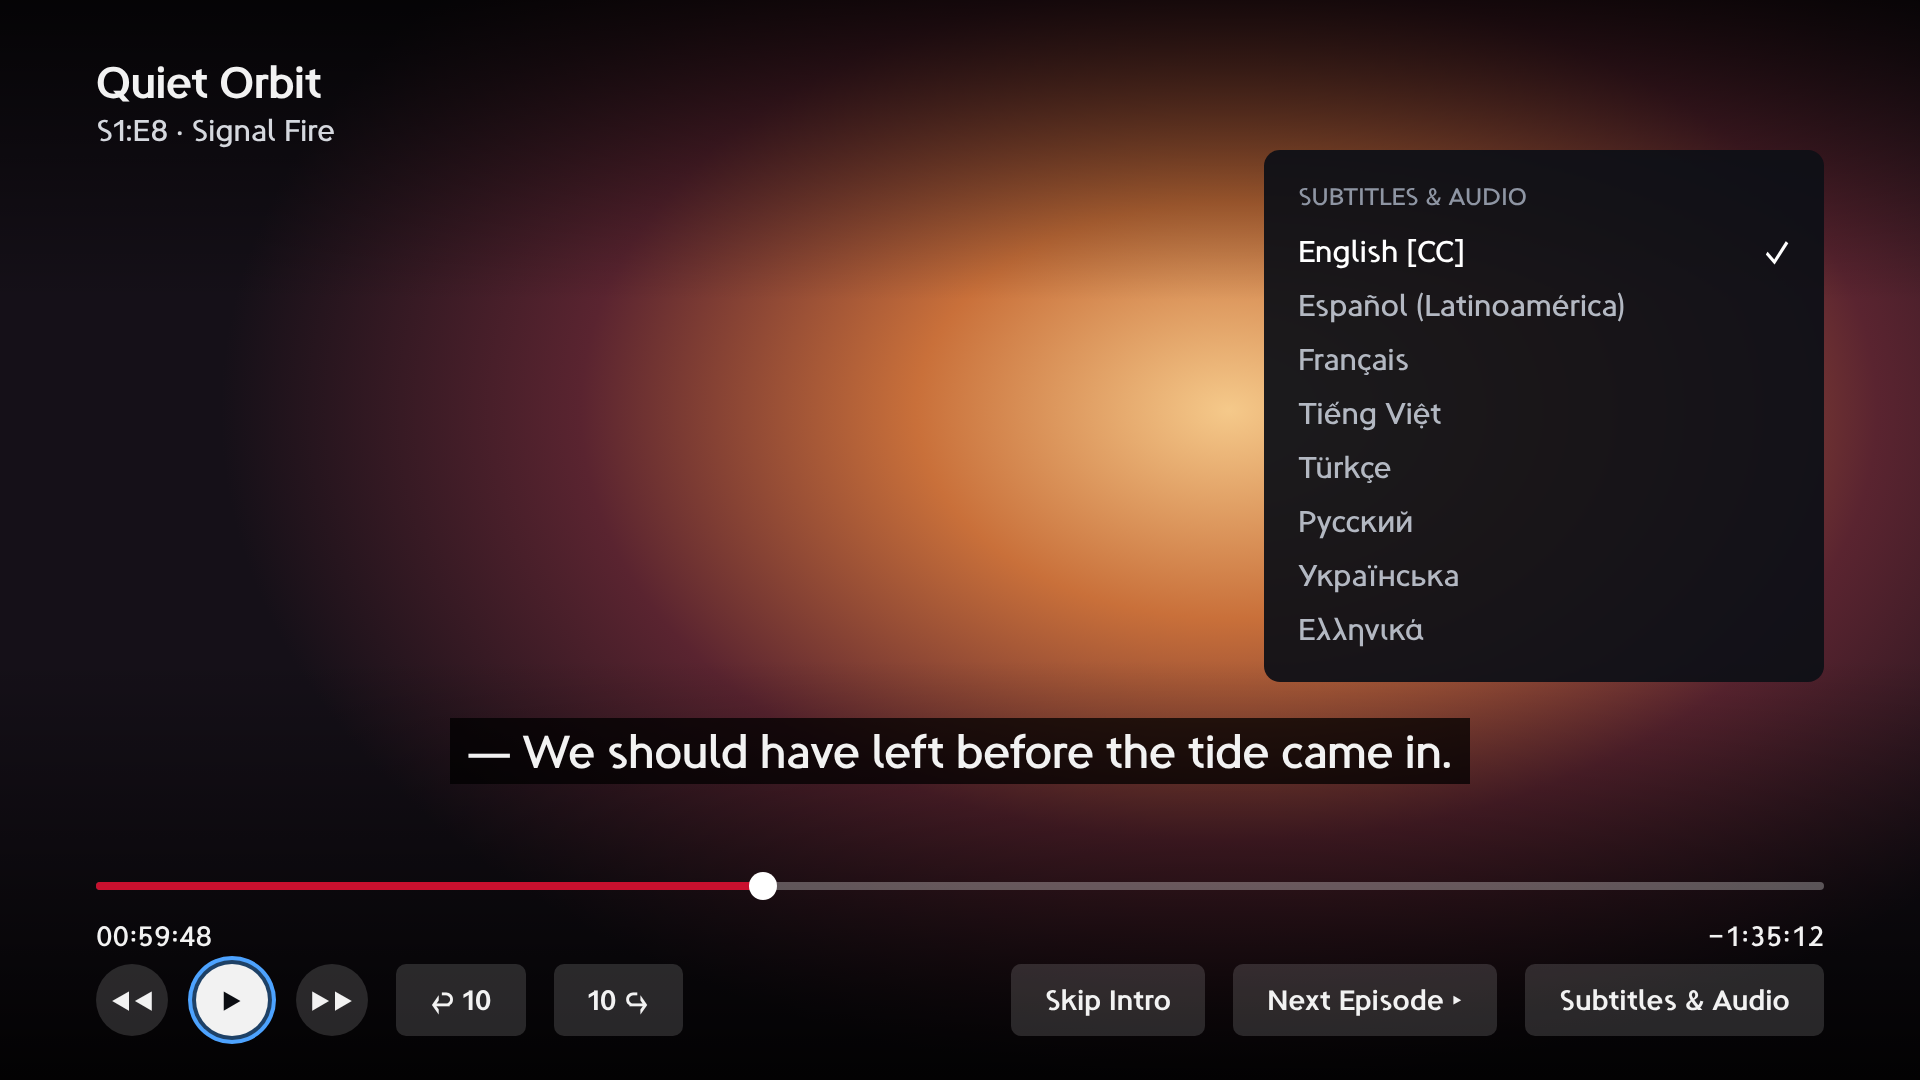 Quiet Orbit
S1:E8 · Signal Fire
SUBTITLES & AUDIO
English [CC] ✓
Español (Latinoamérica)
Français
Tiếng Việt
Türkçe
Русский
Українська
Ελληνικά
— We should have left before the tide came in.
00:59:48
−1:35:12
↩ 10
10 ↪
Skip Intro
Next Episode ‣
Subtitles & Audio